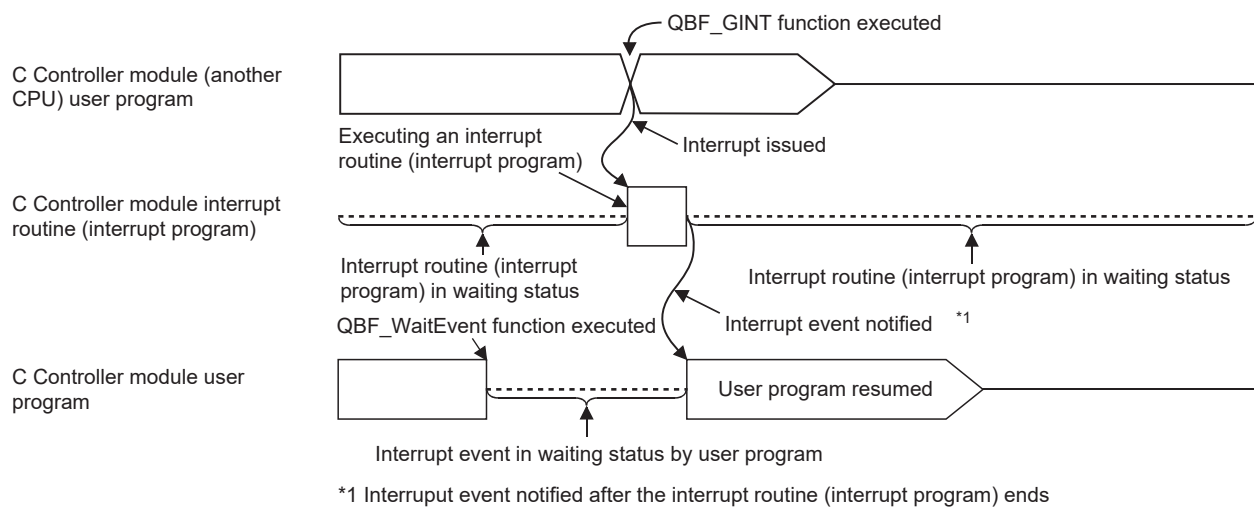 QBF_GINT function executed
C Controller module (another
CPU) user program
Executing an interrupt
routine (interrupt program)
Interrupt issued
C Controller module interrupt
routine (interrupt program)
Interrupt routine (interrupt
program) in waiting status
Interrupt routine (interrupt program) in waiting status
QBF_WaitEvent function executed
Interrupt event notified *1
C Controller module user
program
User program resumed
Interrupt event in waiting status by user program
*1 Interruput event notified after the interrupt routine (interrupt program) ends